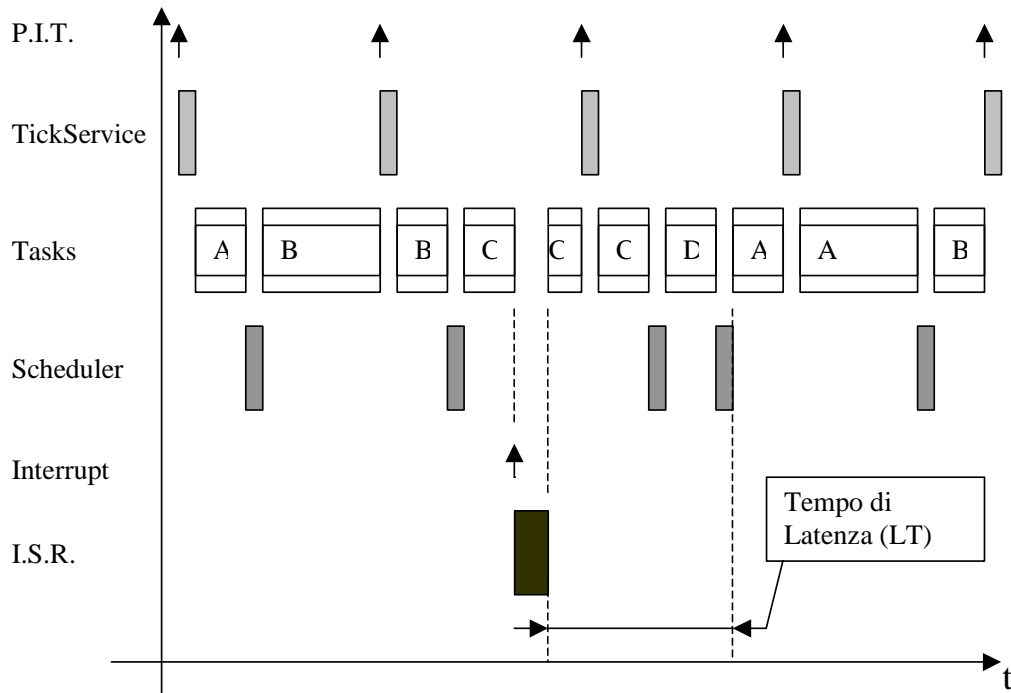 P.I.T.
TickService
Tasks
A B B C C C D A A B
Scheduler
Interrupt
Tempo di
Latenza (LT)
I.S.R.
t